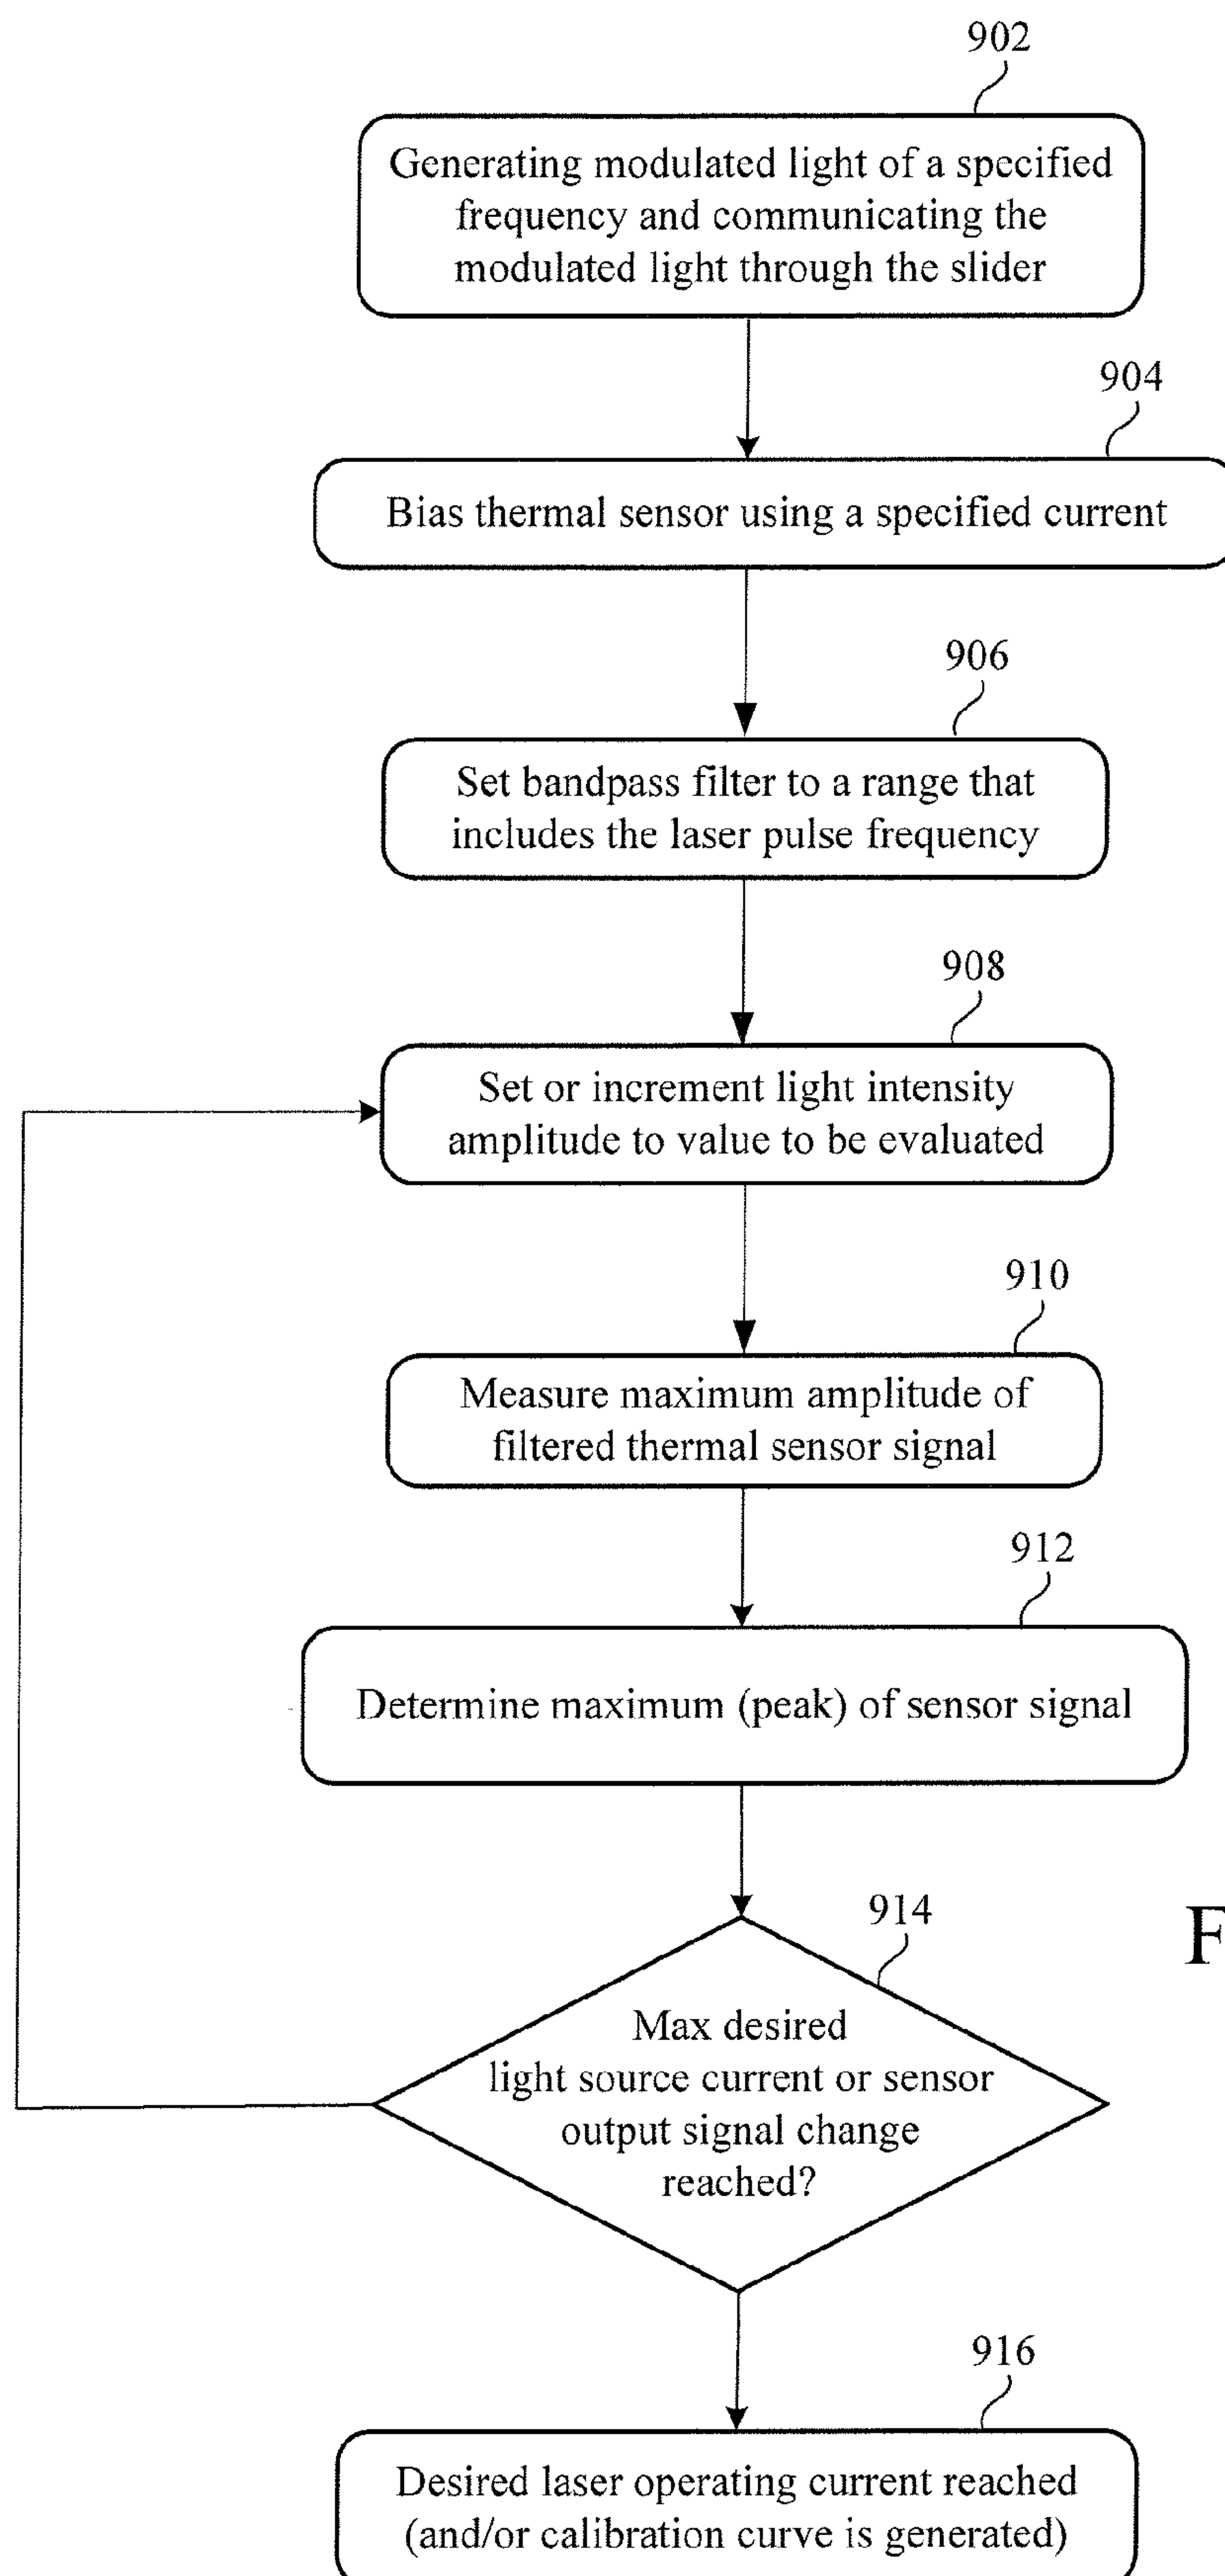 902
Generating modulated light of a specified
frequency and communicating the
modulated light through the slider
904
Bias thermal sensor using a specified current
906
Set bandpass filter to a range that
includes the laser pulse frequency
908
Set or increment light intensity
amplitude to value to be evaluated
910
Measure maximum amplitude of
filtered thermal sensor signal
912
Determine maximum (peak) of sensor signal
914
F
Max desired
light source current or sensor
output signal change
reached?
916
Desired laser operating current reached
(and/or calibration curve is generated)